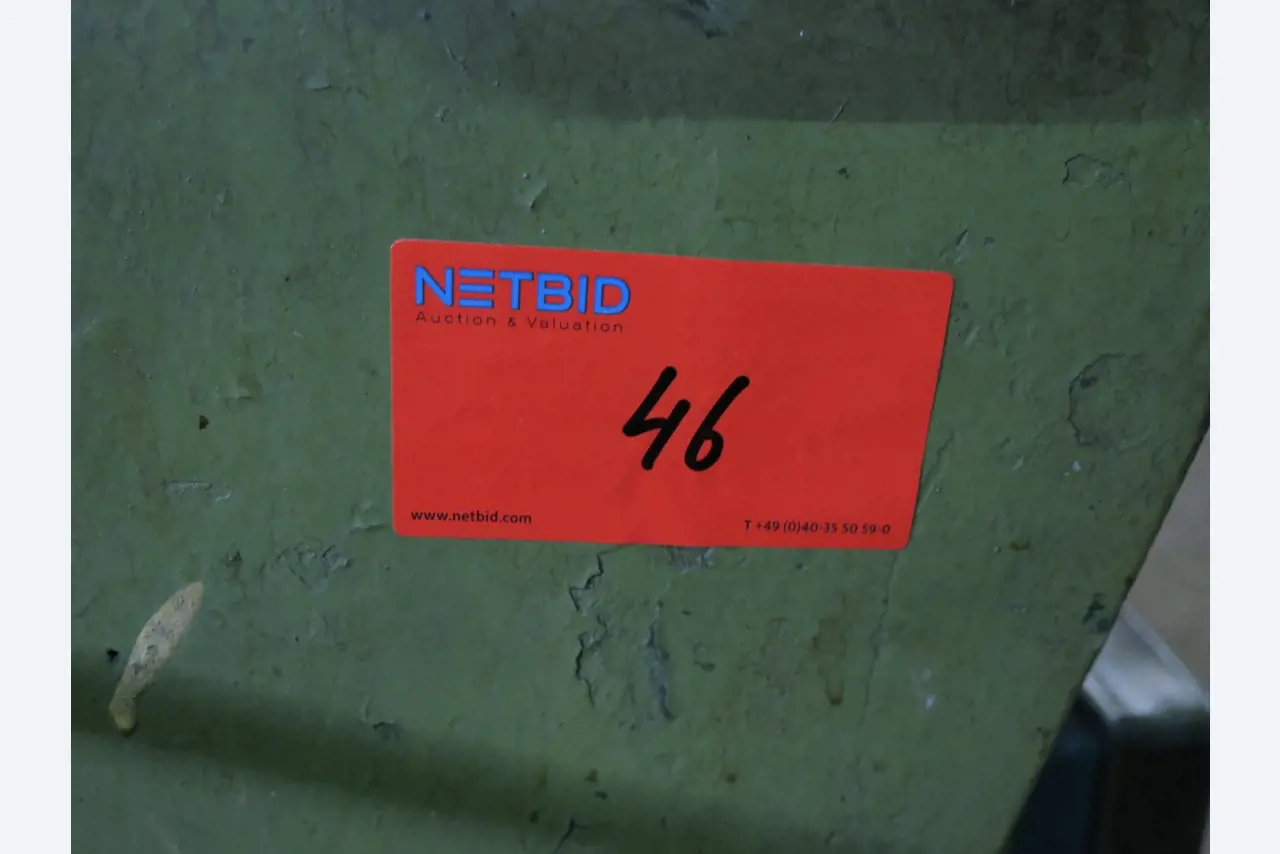 NETBID
Auction & Valuation
46
www.netbid.com
T +49 (0)40-35 50 59-0